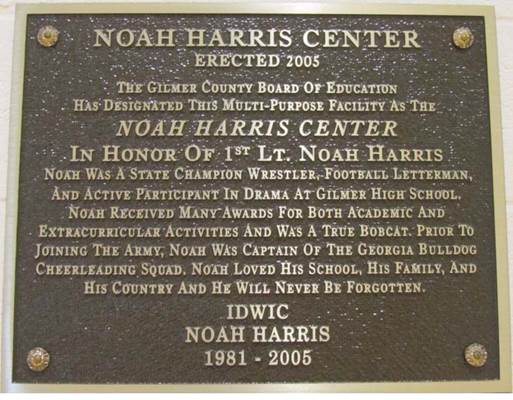 NOAH HARRIS CENTER
ERECTED 2005
THE GILMER COUNTY BOARD OF EDUCATION
HAS DESIGNATED THIS MULTI-PURPOSE FACILITY AS THE
NOAH HARRIS CENTER
IN HONOR OF 1ST LT. NOAH HARRIS
NOAH WAS A STATE CHAMPION WRESTLER, FOOTBALL LETTERMAN,
AND ACTIVE PARTICIPANT IN DRAMA AT GILMER HIGH SCHOOL.
NOAH RECEIVED MANY AWARDS FOR BOTH ACADEMIC AND
EXTRACURRICULAR ACTIVITIES AND WAS A TRUE BOBCAT. PRIOR TO
JOINING THE ARMY, NOAH WAS CAPTAIN OF THE GEORGIA BULLDOG
CHEERLEADING SQUAD. NOAH LOVED HIS SCHOOL, HIS FAMILY, AND
HIS COUNTRY AND HE WILL NEVER BE FORGOTTEN.
IDWIC
NOAH HARRIS
1981 - 2005